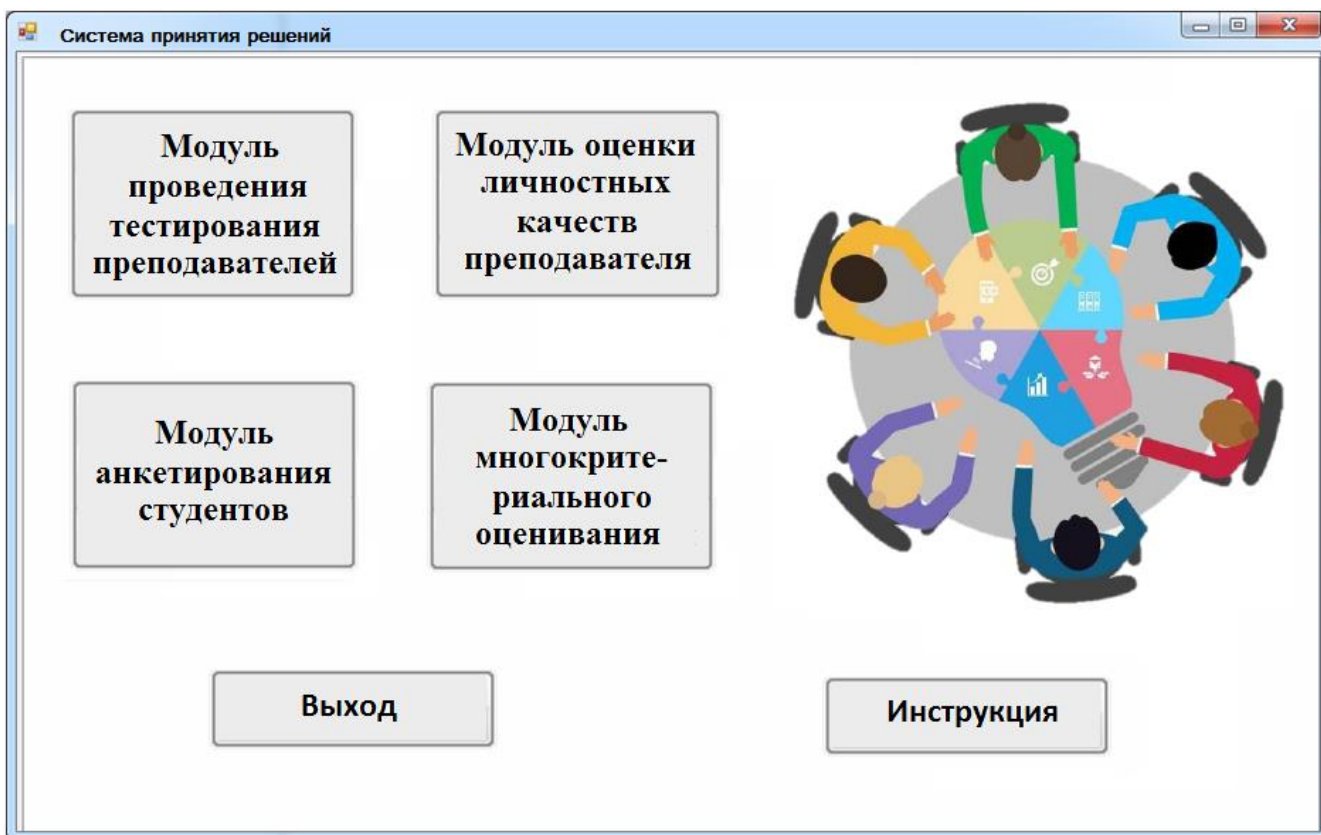 Система принятия решений
Модуль
проведения
тестирования
преподавателей
Модуль оценки
личностных
качеств
преподавателя
Модуль
анкетирования
студентов
Модуль
многокрите-
риального
оценивания
Выход
Инструкция